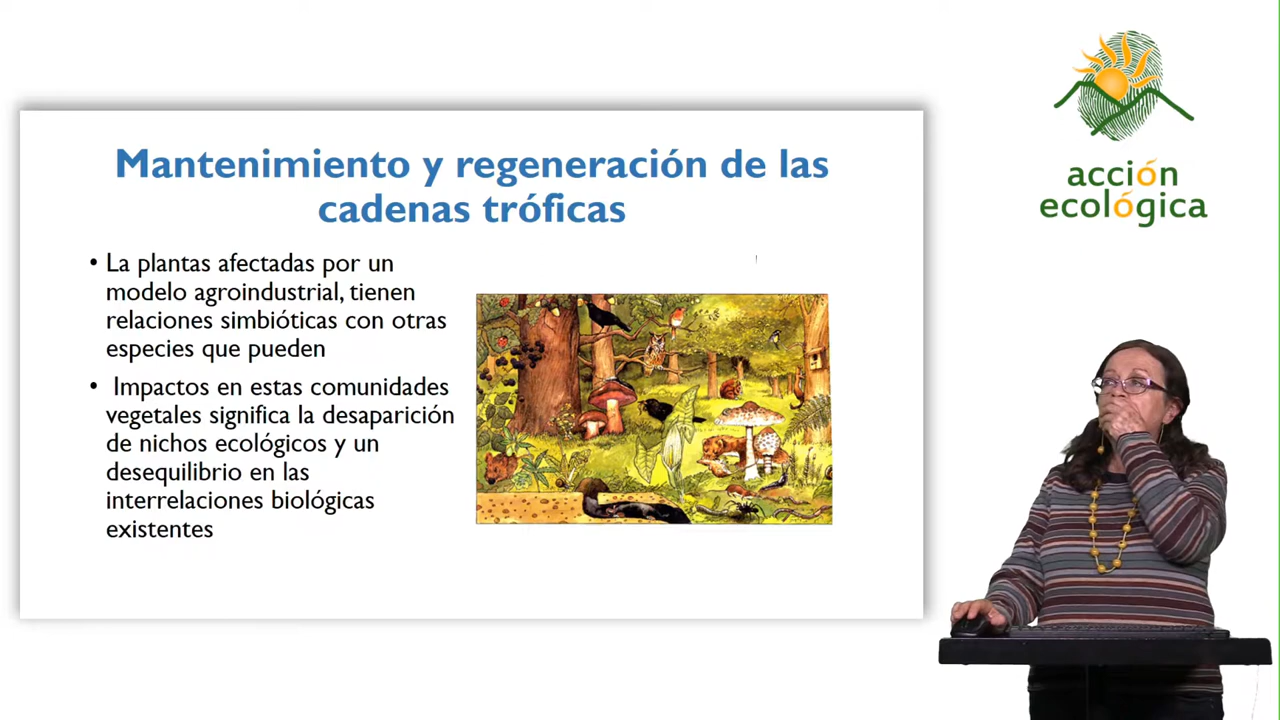 Mantenimiento y regeneración de las
cadenas tróficas
• La plantas afectadas por un
modelo agroindustrial, tienen
relaciones simbióticas con otras
especies que pueden
• Impactos en estas comunidades
vegetales significa la desaparición
de nichos ecológicos y un
desequilibrio en las
interrelaciones biológicas
existentes
acción
ecológica